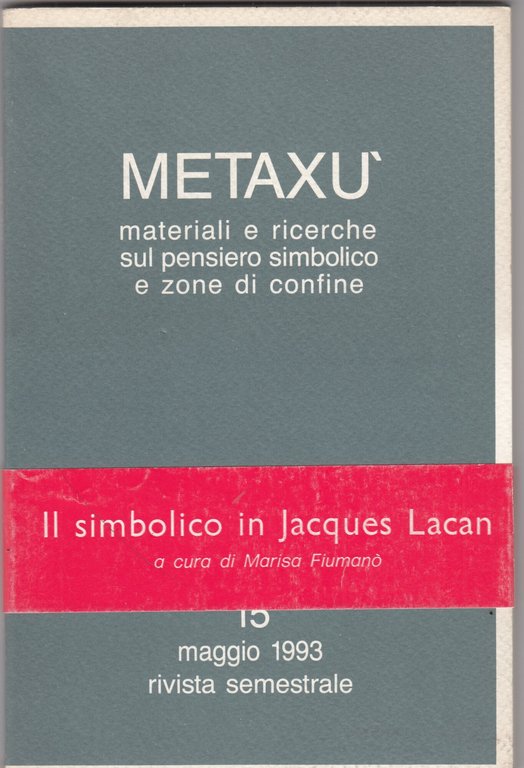 METAXU`
materiali e ricerche
sul pensiero simbolico
e zone di confine
Il simbolico in Jacques Lacan
a cura di Marisa Fiumanò
15
maggio 1993
rivista semestrale